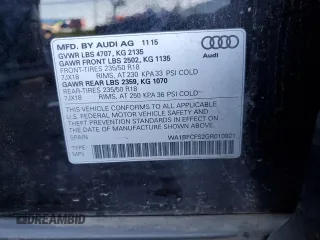 MFD. BY AUDI AG 11 15
Audi
GVWR LBS 4707, KG 2135
GAWR FRONT LBS 2502, KG 1135
FRONT-TIRES 235/50 R18
7JX18 RIMS, AT 230 KPA 33 PSI COLD
GAWR REAR LBS 2359, KG 1070
REAR-TIRES 235/50 R18
7JX18 RIMS, AT 250 KPA 36 PSI COLD
THIS VEHICLE CONFORMS TO ALL APPLICABLE
U.S. FEDERAL MOTOR VEHICLE SAFETY AND
BUMPER STANDARDS IN EFFECT ON THE DATE
OF MANUFACTURE SHOWN ABOVE.
WA1BFCFS2GR010921
TYPE:
MPV
DREAMBID